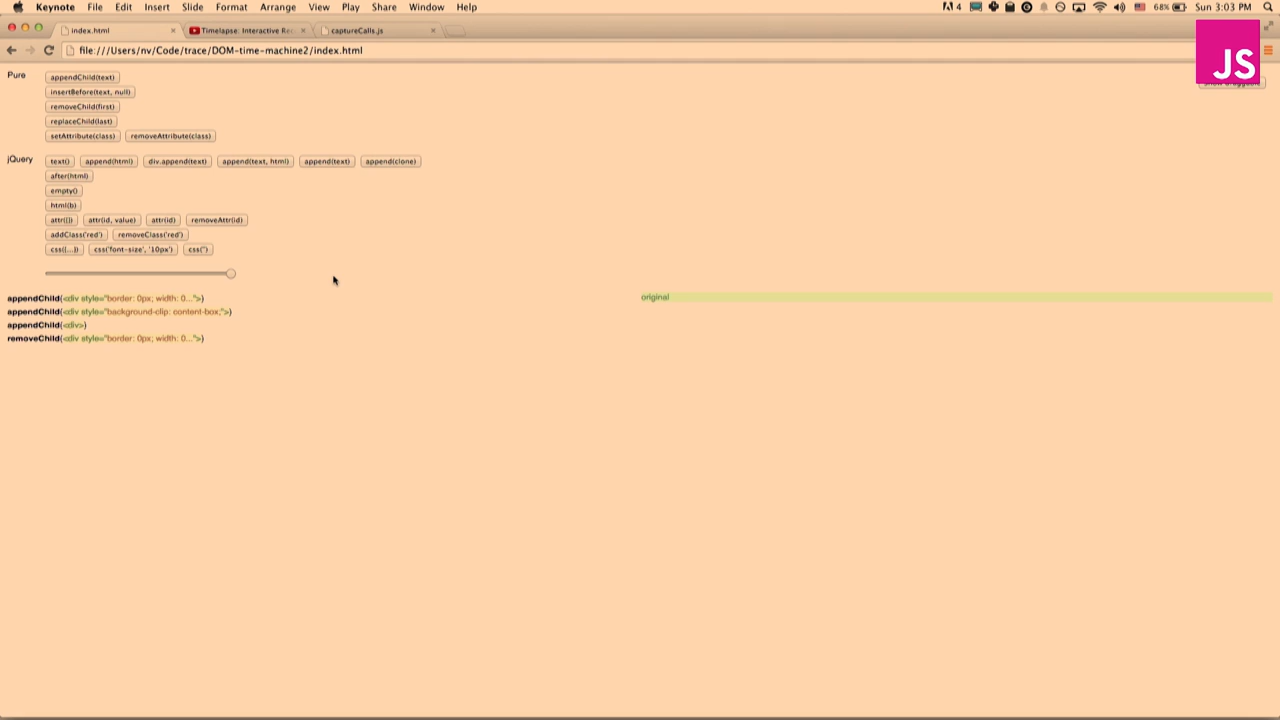 Keynote File Edit Insert Slide Format Arrange View Play Share Window Help 4 68% Sun 3:03 PM
index.html Timelapse: Interactive Rec captureCalls.js
file:///Users/nv/Code/trace/DOM-time-machine2/index.html
JS
Pure appendChild(text)
insertBefore(text, null)
removeChild(first)
replaceChild(last)
setAttribute(class) removeAttribute(class)
jQuery text() append(html) div.append(text) append(text, html) append(text) append(clone)
after(html)
empty()
html(b)
attr({}) attr(id, value) attr(id) removeAttr(id)
addClass('red') removeClass('red')
css({...}) css('font-size', '10px') css('')
appendChild(<div style="border: 0px; width: 0...">) original
appendChild(<div style="background-clip: content-box;">)
appendChild(<div>)
removeChild(<div style="border: 0px; width: 0...">)